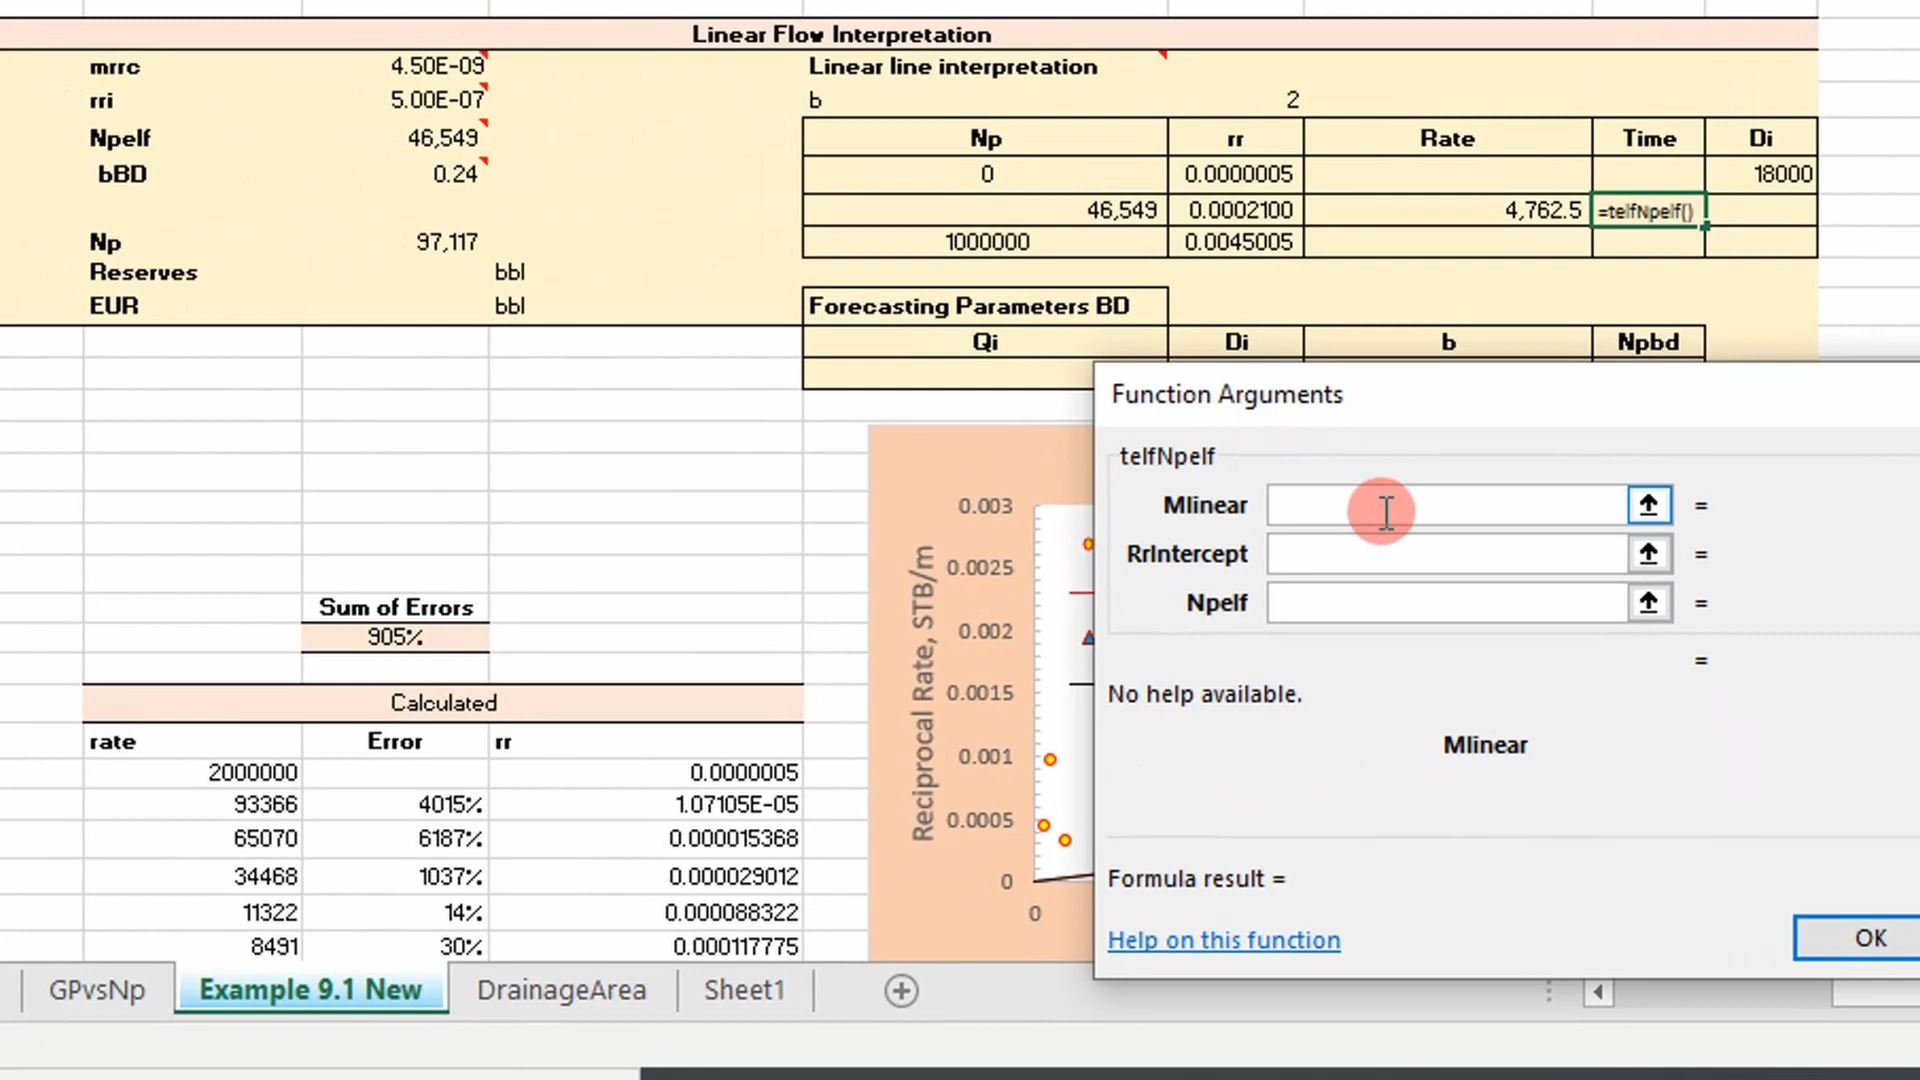 Linear Flow Interpretation
mrrc 4.50E-09 Linear line interpretation
rri 5.00E-07 b 2
Npelf 46,549 Np rr Rate Time Di
bBD 0.24 0 0.0000005 18000
46,549 0.0002100 4,762.5 =telfNpelf()
Np 97,117 1000000 0.0045005
Reserves bbl
EUR bbl Forecasting Parameters BD
Qi Di b Npbd
Function Arguments
telfNpelf
Mlinear =
RrIntercept =
Npelf =
=
No help available.
Mlinear
Formula result =
Help on this function
OK
Sum of Errors
905%
Calculated
rate Error rr
2000000 0.0000005
93366 4015% 1.07105E-05
65070 6187% 0.000015368
34468 1037% 0.000029012
11322 14% 0.000088322
8491 30% 0.000117775
Reciprocal Rate, STB/m
0.003
0.0025
0.002
0.0015
0.001
0.0005
0
0
GPvsNp Example 9.1 New DrainageArea Sheet1